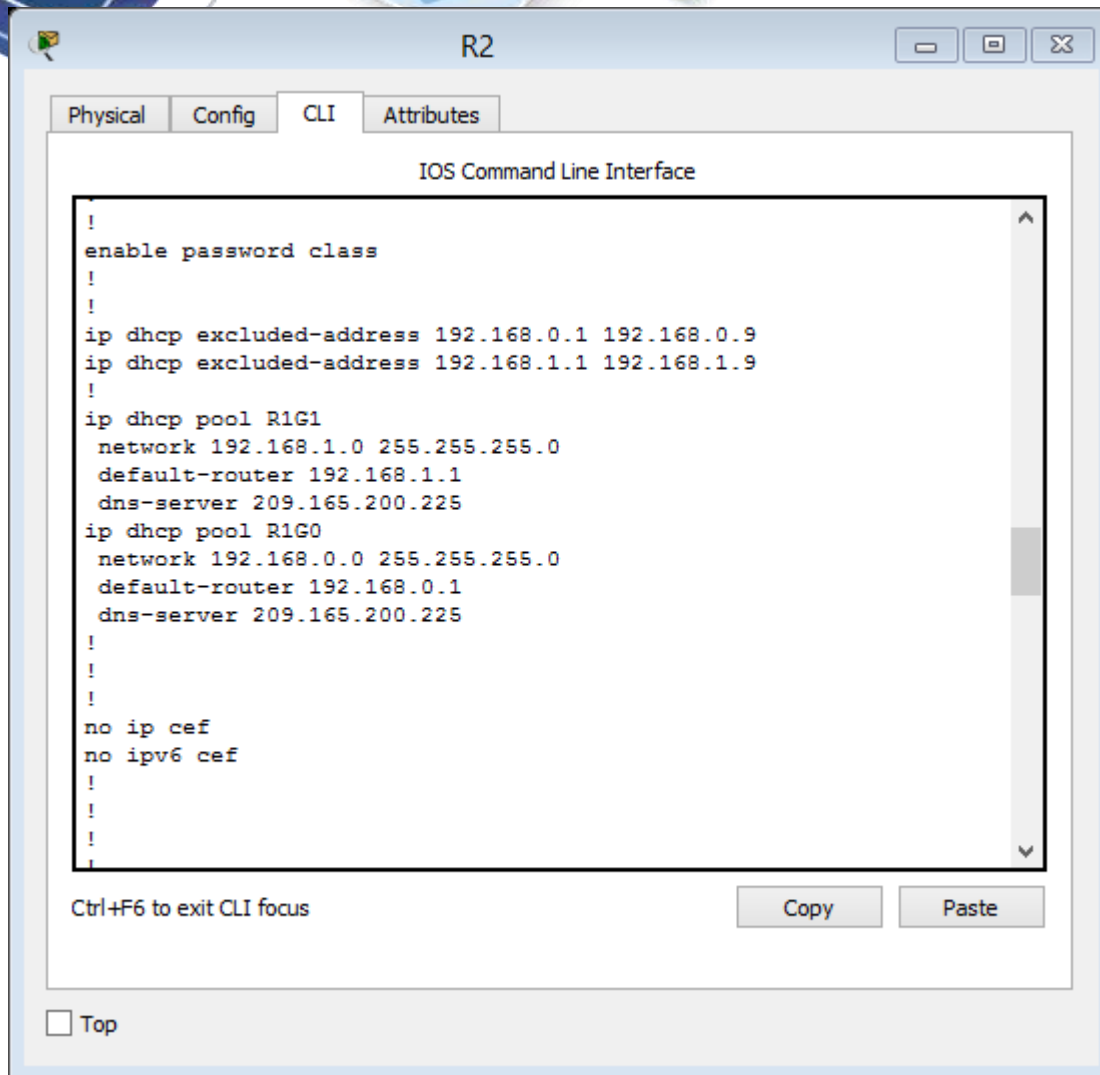 R2
Physical Config CLI Attributes
IOS Command Line Interface
!
enable password class
!
!
ip dhcp excluded-address 192.168.0.1 192.168.0.9
ip dhcp excluded-address 192.168.1.1 192.168.1.9
!
ip dhcp pool R1G1
 network 192.168.1.0 255.255.255.0
 default-router 192.168.1.1
 dns-server 209.165.200.225
ip dhcp pool R1G0
 network 192.168.0.0 255.255.255.0
 default-router 192.168.0.1
 dns-server 209.165.200.225
!
!
!
no ip cef
no ipv6 cef
!
!
!
!
Ctrl+F6 to exit CLI focus
Copy Paste
Top